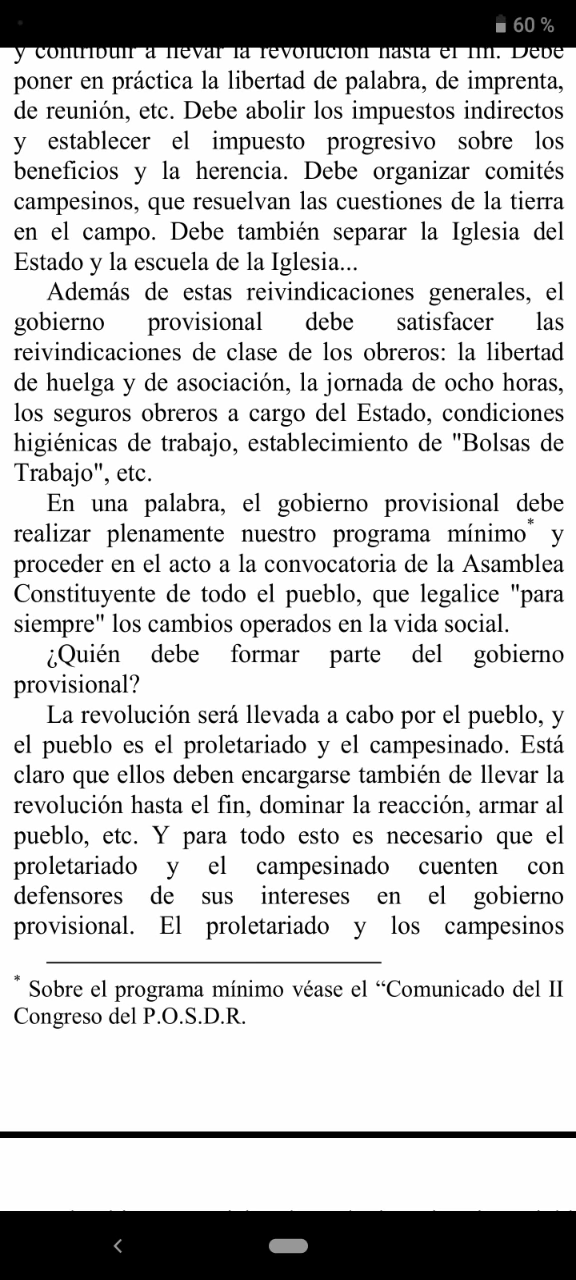 60 %
y contribuir a llevar la revolución hasta el fin. Debe
poner en práctica la libertad de palabra, de imprenta,
de reunión, etc. Debe abolir los impuestos indirectos
y establecer el impuesto progresivo sobre los
beneficios y la herencia. Debe organizar comités
campesinos, que resuelvan las cuestiones de la tierra
en el campo. Debe también separar la Iglesia del
Estado y la escuela de la Iglesia...
Además de estas reivindicaciones generales, el
gobierno provisional debe satisfacer las
reivindicaciones de clase de los obreros: la libertad
de huelga y de asociación, la jornada de ocho horas,
los seguros obreros a cargo del Estado, condiciones
higiénicas de trabajo, establecimiento de "Bolsas de
Trabajo", etc.
En una palabra, el gobierno provisional debe
realizar plenamente nuestro programa mínimo* y
proceder en el acto a la convocatoria de la Asamblea
Constituyente de todo el pueblo, que legalice "para
siempre" los cambios operados en la vida social.
¿Quién debe formar parte del gobierno
provisional?
La revolución será llevada a cabo por el pueblo, y
el pueblo es el proletariado y el campesinado. Está
claro que ellos deben encargarse también de llevar la
revolución hasta el fin, dominar la reacción, armar al
pueblo, etc. Y para todo esto es necesario que el
proletariado y el campesinado cuenten con
defensores de sus intereses en el gobierno
provisional. El proletariado y los campesinos
* Sobre el programa mínimo véase el “Comunicado del II
Congreso del P.O.S.D.R.